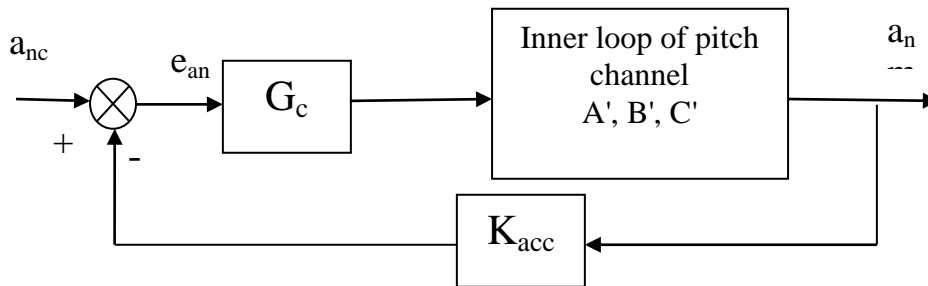 a_nc
e_an
G_c
Inner loop of pitch
channel
A', B', C'
a_n
+
-
K_acc